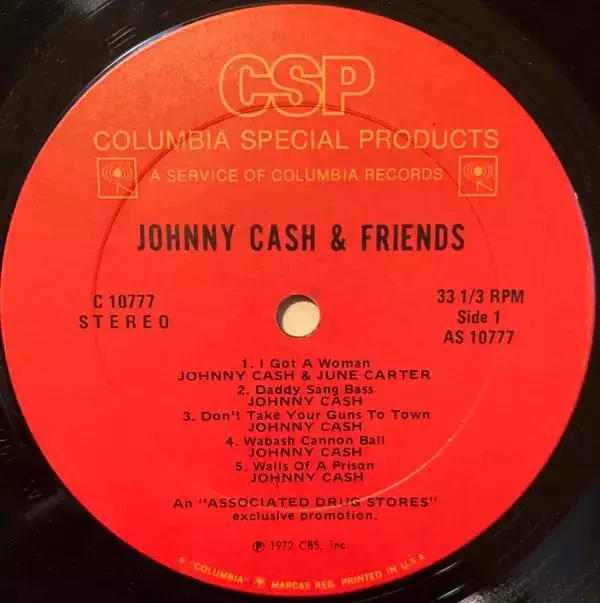 CSP
COLUMBIA SPECIAL PRODUCTS
A SERVICE OF COLUMBIA RECORDS
JOHNNY CASH & FRIENDS
C 10777
STEREO
33 1/3 RPM
Side 1
AS 10777
1. I Got A Woman
JOHNNY CASH & JUNE CARTER
2. Daddy Sang Bass
JOHNNY CASH
3. Don't Take Your Guns To Town
JOHNNY CASH
4. Wabash Cannon Ball
JOHNNY CASH
5. Walls Of A Prison
JOHNNY CASH
An "ASSOCIATED DRUG STORES"
exclusive promotion.
℗ 1972 CBS, Inc.
® "COLUMBIA" MARCAS REG. PRINTED IN U.S.A